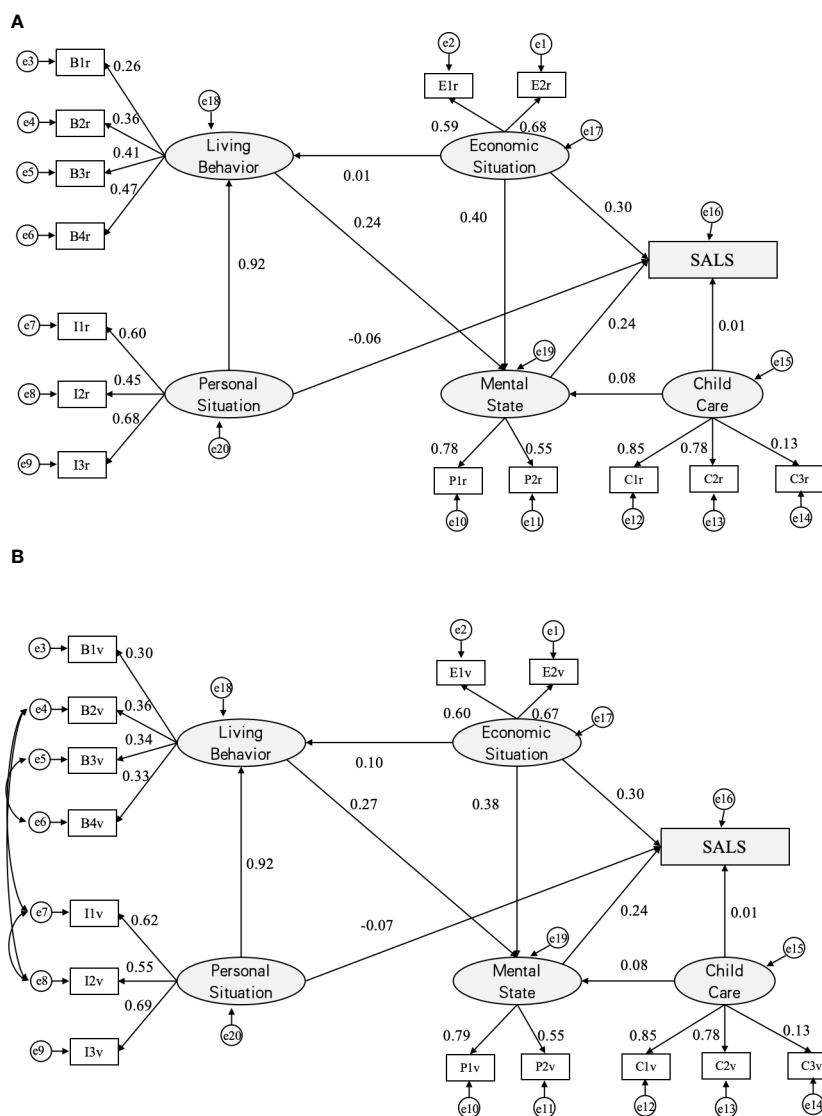 A
e2
e1
e3
B1r
0.26
E1r
E2r
e18
e4
B2r
0.36
0.59
0.68
e17
Living
Behavior
Economic
Situation
0.41
e5
B3r
0.01
0.47
0.24
0.40
0.30
e16
e6
B4r
SALS
0.92
e7
I1r
0.60
-0.06
0.24
0.01
e19
e15
e8
I2r
0.45
Personal
Situation
Mental
State
0.08
Child
Care
0.68
e20
0.78
0.55
0.85
0.78
0.13
e9
I3r
P1r
P2r
C1r
C2r
C3r
e10
e11
e12
e13
e14
B
e2
e1
e3
B1v
0.30
E1v
E2v
e18
e4
B2v
0.36
0.60
0.67
e17
Living
Behavior
Economic
Situation
0.34
e5
B3v
0.10
0.33
0.27
0.38
0.30
e16
e6
B4v
SALS
0.92
e7
I1v
0.62
-0.07
0.24
0.01
e19
e15
e8
I2v
0.55
Personal
Situation
Mental
State
0.08
Child
Care
0.69
e20
0.79
0.55
0.85
0.78
0.13
e9
I3v
P1v
P2v
C1v
C2v
C3v
e10
e11
e12
e13
e14